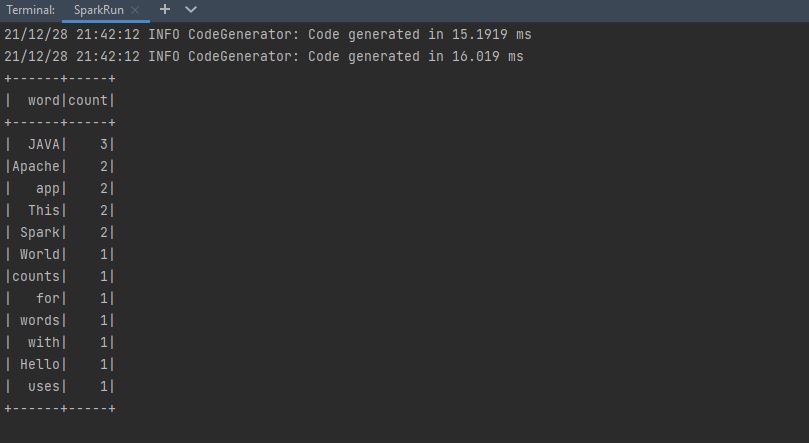 Terminal: SparkRun × +
21/12/28 21:42:12 INFO CodeGenerator: Code generated in 15.1919 ms
21/12/28 21:42:12 INFO CodeGenerator: Code generated in 16.019 ms
+------+-----+
|  word|count|
+------+-----+
|  JAVA|    3|
|Apache|    2|
|   app|    2|
|  This|    2|
| Spark|    2|
| World|    1|
|counts|    1|
|   for|    1|
| words|    1|
|  with|    1|
| Hello|    1|
|  uses|    1|
+------+-----+